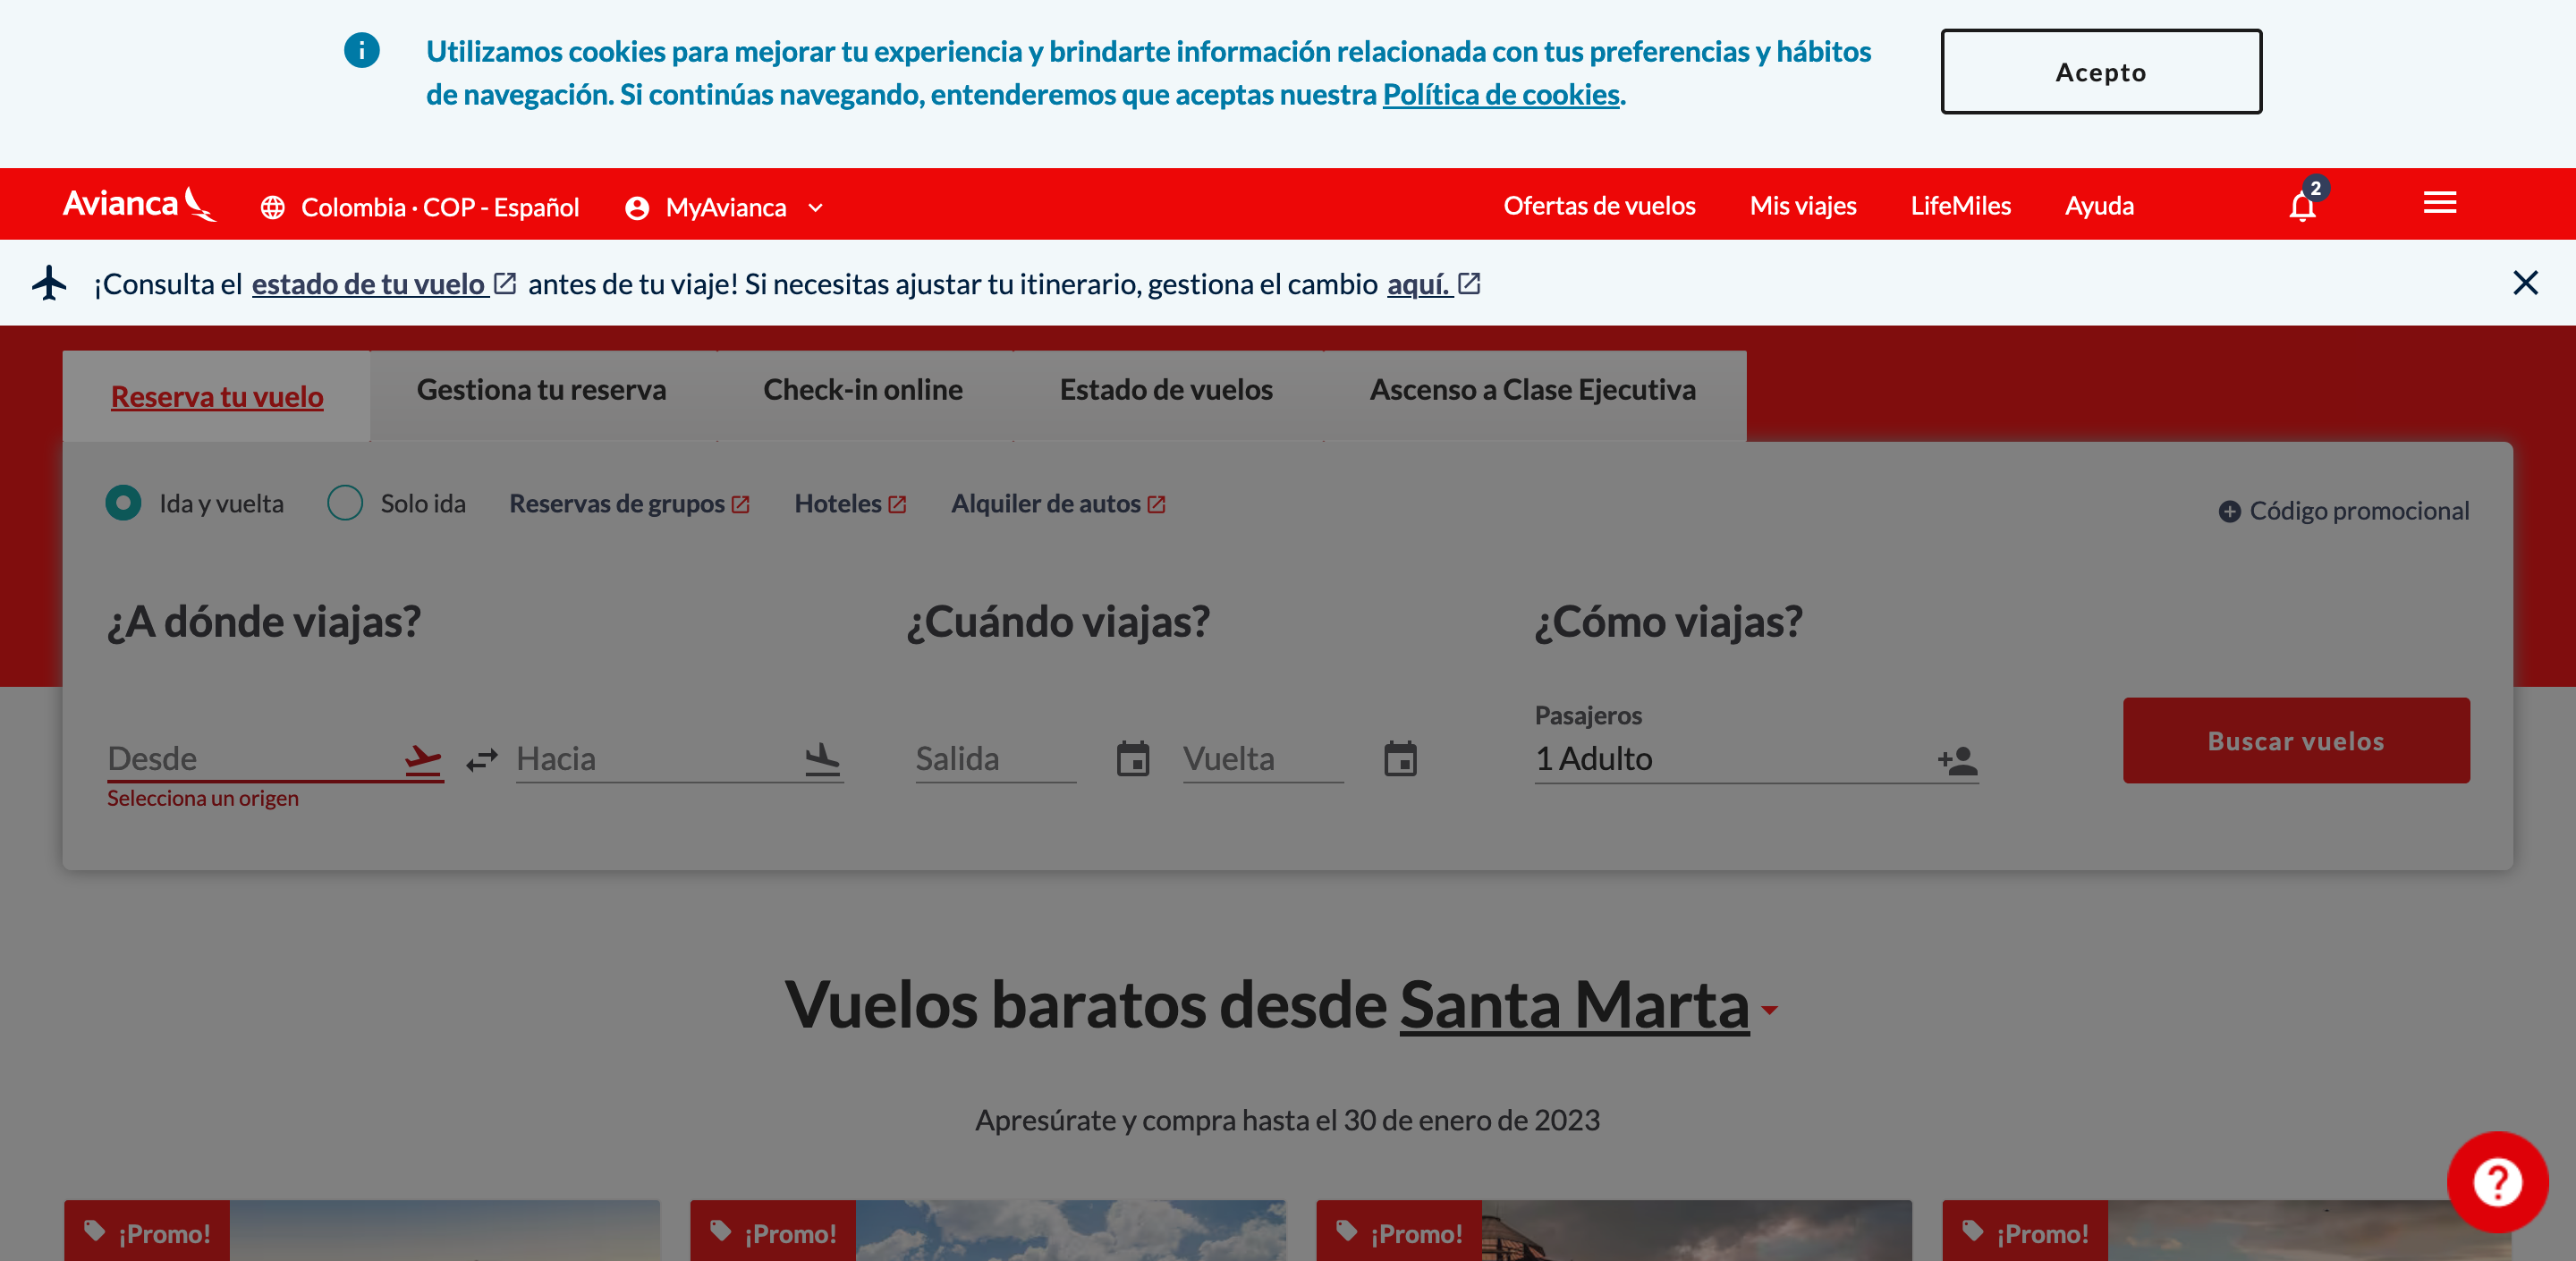 Utilizamos cookies para mejorar tu experiencia y brindarte información relacionada con tus preferencias y hábitos
de navegación. Si continúas navegando, entenderemos que aceptas nuestra Política de cookies.
Acepto
Avianca
Colombia · COP - Español
MyAvianca
Ofertas de vuelos
Mis viajes
LifeMiles
Ayuda
2
¡Consulta el estado de tu vuelo antes de tu viaje! Si necesitas ajustar tu itinerario, gestiona el cambio aquí.
Reserva tu vuelo
Gestiona tu reserva
Check-in online
Estado de vuelos
Ascenso a Clase Ejecutiva
Ida y vuelta
Solo ida
Reservas de grupos
Hoteles
Alquiler de autos
Código promocional
¿A dónde viajas?
¿Cuándo viajas?
¿Cómo viajas?
Pasajeros
Desde
Hacia
Salida
Vuelta
1 Adulto
Buscar vuelos
Selecciona un origen
Vuelos baratos desde Santa Marta
Apresúrate y compra hasta el 30 de enero de 2023
¡Promo!
¡Promo!
¡Promo!
¡Promo!